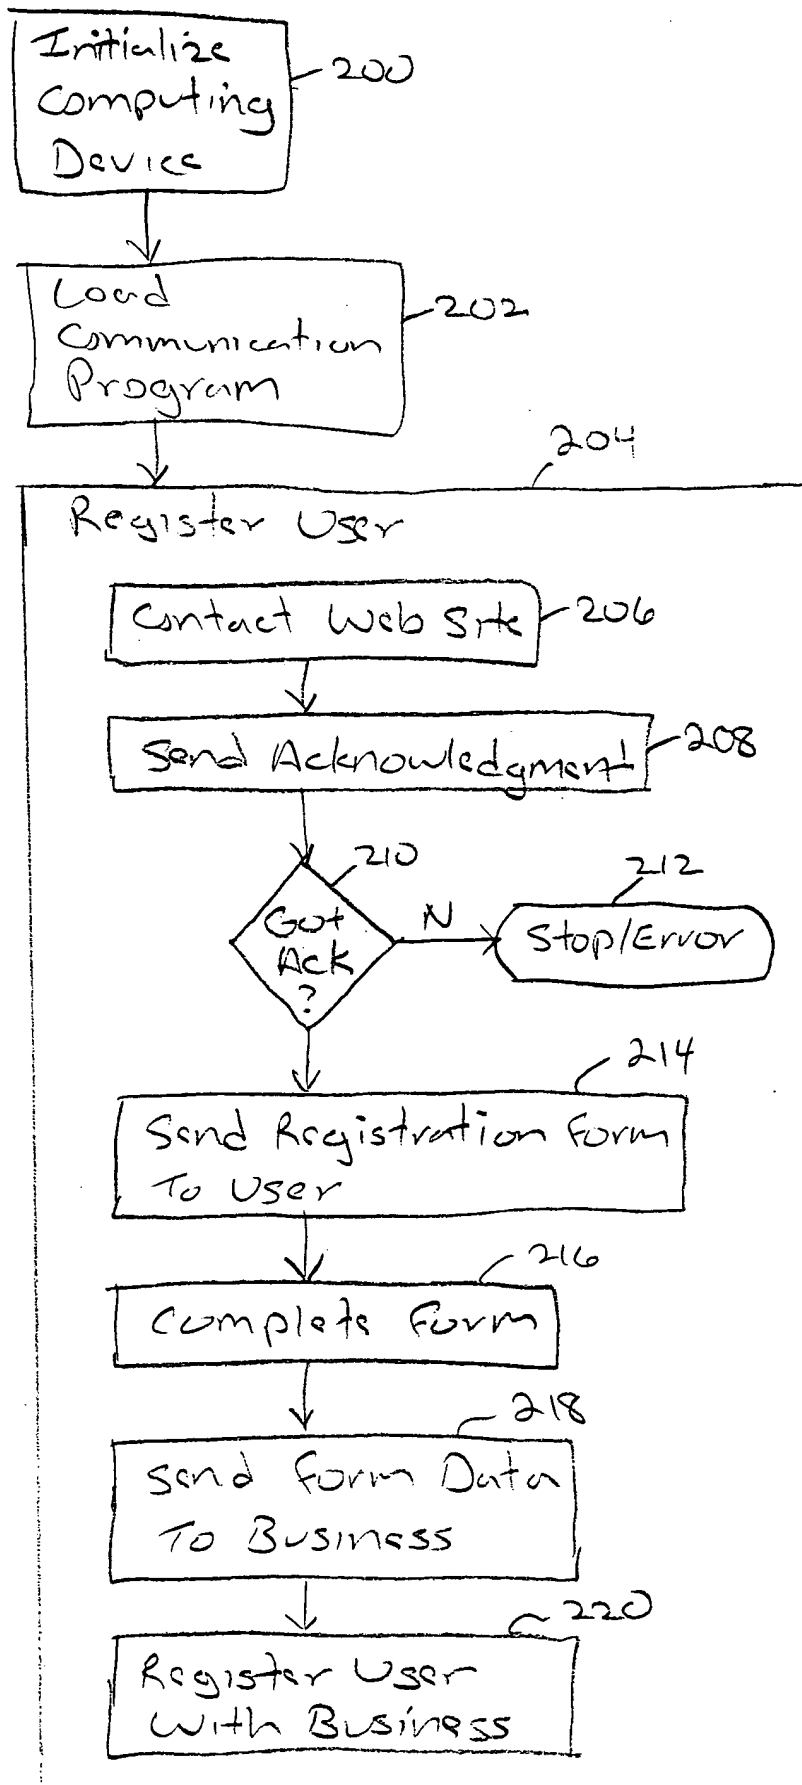 Initialize
Computing
Device
200
Load
Communication
Program
202
204
Register User
Contact Web Site
206
Send Acknowledgment
208
210
Got
Ack
?
N
212
Stop/Error
214
Send Registration Form
To User
216
Complete Form
218
Send Form Data
To Business
220
Register User
With Business